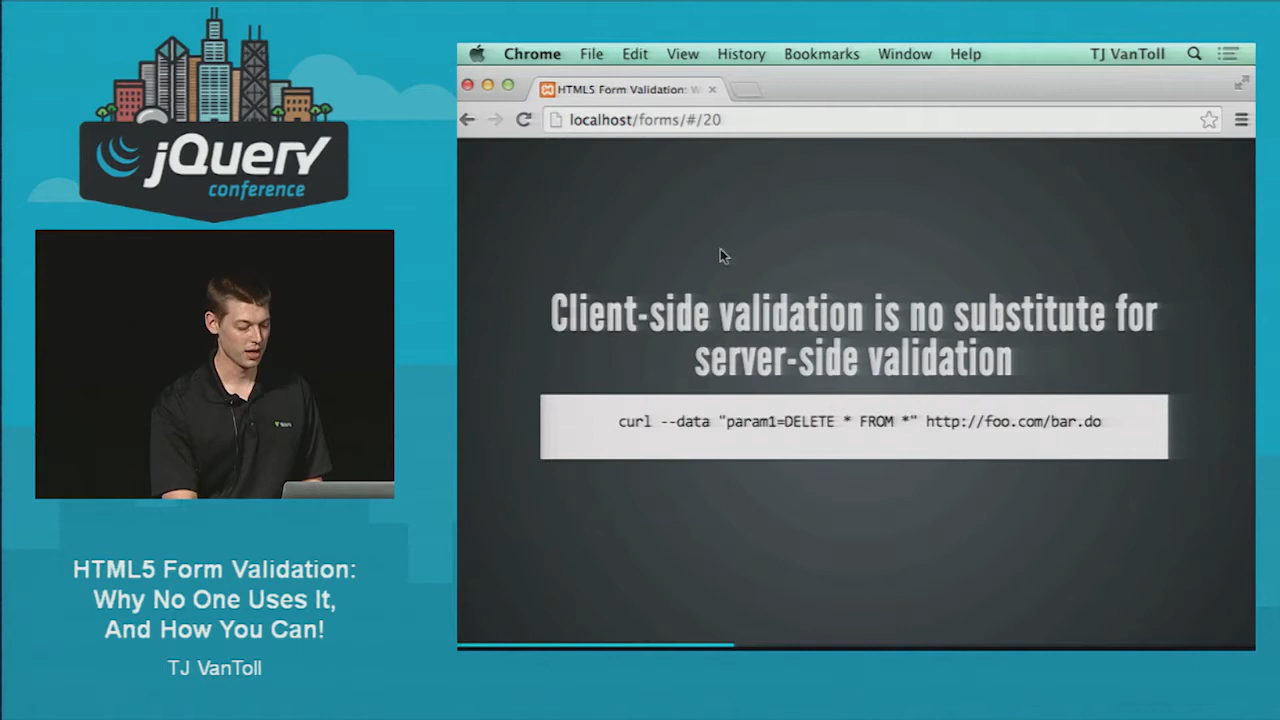 jQuery
conference
HTML5 Form Validation:
Why No One Uses It,
And How You Can!
TJ VanToll
Chrome File Edit View History Bookmarks Window Help TJ VanToll
HTML5 Form Validation: W
localhost/forms/#/20
Client-side validation is no substitute for
server-side validation
curl --data "param1=DELETE * FROM *" http://foo.com/bar.do